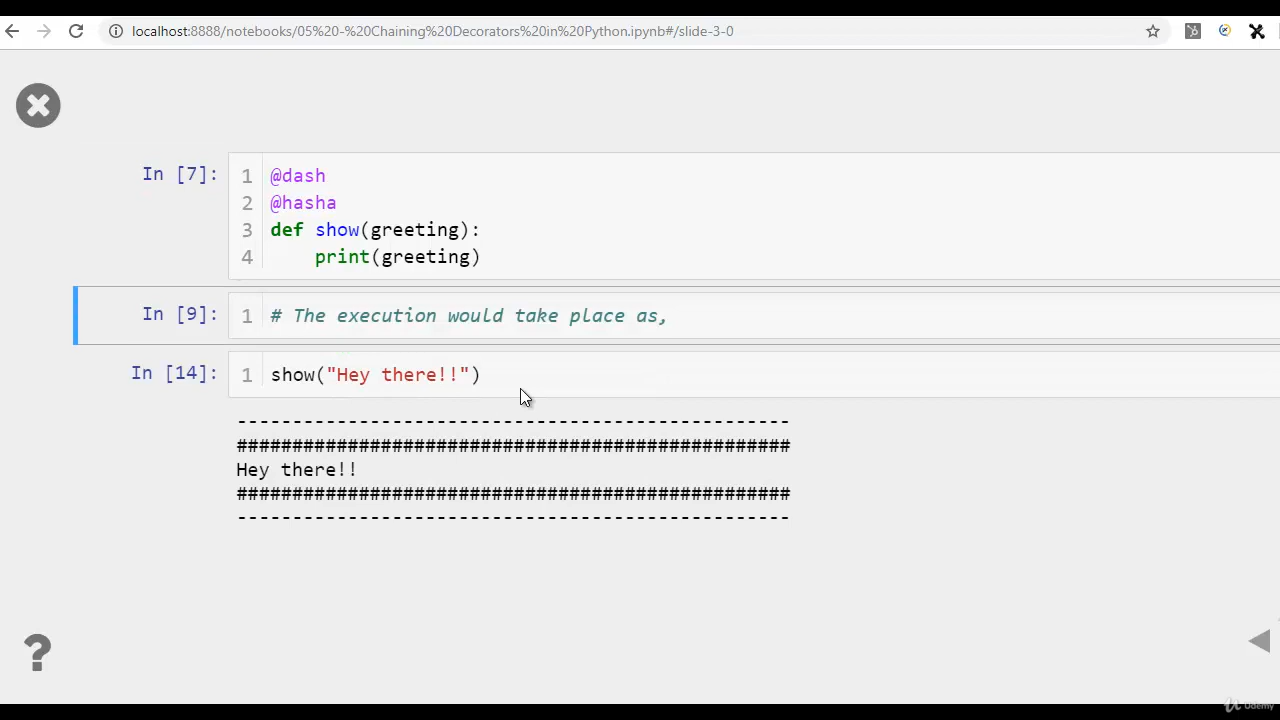 localhost:8888/notebooks/05%20-%20Chaining%20Decorators%20in%20Python.ipynb#/slide-3-0
In [7]:
1 @dash
2 @hasha
3 def show(greeting):
4     print(greeting)
In [9]:
1 # The execution would take place as,
In [14]:
1 show("Hey there!!")
--------------------------------------------------
##################################################
Hey there!!
##################################################
--------------------------------------------------
?
Udemy